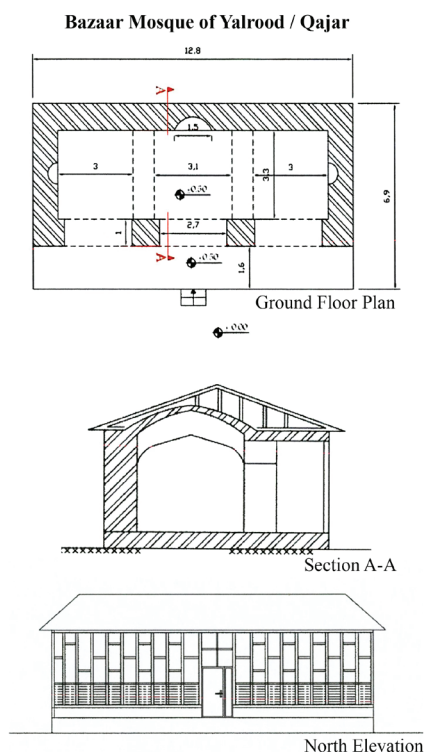 Bazaar Mosque of Yalrood / Qajar
12.8
A
1.5
3
3.1
3
3.3
6.9
+0.50
1
2.7
A
+0.50
1.6
Ground Floor Plan
±0.00
Section A-A
North Elevation